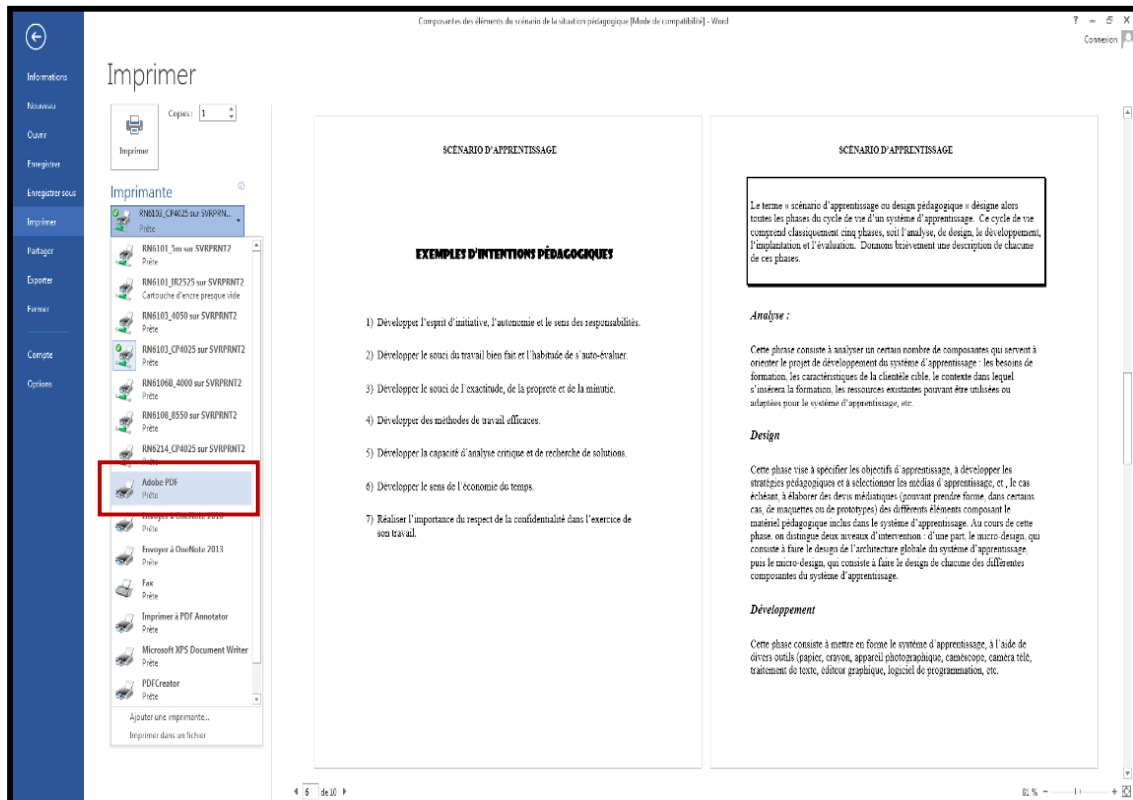 Composantes des éléments du scénario de la situation pédagogique [Mode de compatibilité] - Word
? – X
Connexion
Informations
Nouveau
Ouvrir
Enregistrer
Enregistrer sous
Imprimer
Partager
Exporter
Fermer
Compte
Options
Imprimer
Copies : 1
Imprimer
Imprimante
RN6103_CP4025 sur SVRPRN...
Prête
RN6101_5m sur SVRPRNT2
Prête
RN6101_IR2525 sur SVRPRNT2
Cartouche d'encre presque vide
RN6103_4050 sur SVRPRNT2
Prête
RN6103_CP4025 sur SVRPRNT2
Prête
RN6106B_4000 sur SVRPRNT2
Prête
RN6108_8550 sur SVRPRNT2
Prête
RN6214_CP4025 sur SVRPRNT2
Prête
Adobe PDF
Prête
Envoyer à OneNote 2010
Prête
Envoyer à OneNote 2013
Prête
Fax
Prête
Imprimer à PDF Annotator
Prête
Microsoft XPS Document Writer
Prête
PDFCreator
Prête
Ajouter une imprimante...
Imprimer dans un fichier
SCÉNARIO D'APPRENTISSAGE
EXEMPLES D'INTENTIONS PÉDAGOGIQUES
1) Développer l'esprit d'initiative, l'autonomie et le sens des responsabilités.
2) Développer le souci du travail bien fait et l'habitude de s'auto-évaluer.
3) Développer le souci de l'exactitude, de la propreté et de la minutie.
4) Développer des méthodes de travail efficaces.
5) Développer la capacité d'analyse critique et de recherche de solutions.
6) Développer le sens de l'économie du temps.
7) Réaliser l'importance du respect de la confidentialité dans l'exercice de
son travail.
SCÉNARIO D'APPRENTISSAGE
Le terme « scénario d'apprentissage ou design pédagogique » désigne alors
toutes les phases du cycle de vie d'un système d'apprentissage. Ce cycle de vie
comprend classiquement cinq phases, soit l'analyse, de design, le développement,
l'implantation et l'évaluation. Donnons brièvement une description de chacune
de ces phases.
Analyse :
Cette phrase consiste à analyser un certain nombre de composantes qui servent à
orienter le projet de développement du système d'apprentissage : les besoins de
formation, les caractéristiques de la clientèle cible, le contexte dans lequel
s'insérera la formation, les ressources existantes pouvant être utilisées ou
adaptées pour le système d'apprentissage, etc.
Design
Cette phase vise à spécifier les objectifs d'apprentissage, à développer les
stratégies pédagogiques et à sélectionner les médias d'apprentissage, et , le cas
échéant, à élaborer des devis médiatiques (pouvant prendre forme, dans certains
cas, de maquettes ou de prototypes) des différents éléments composant le
matériel pédagogique inclus dans le système d'apprentissage. Au cours de cette
phase, on distingue deux niveaux d'intervention : d'une part, le micro-design, qui
consiste à faire le design de l'architecture globale du système d'apprentissage,
puis le micro-design, qui consiste à faire le design de chacune des différentes
composantes du système d'apprentissage.
Développement
Cette phase consiste à mettre en forme le système d'apprentissage, à l'aide de
divers outils (papier, crayon, appareil photographique, caméscope, caméra télé,
traitement de texte, éditeur graphique, logiciel de programmation, etc.
6 de 10
81 %